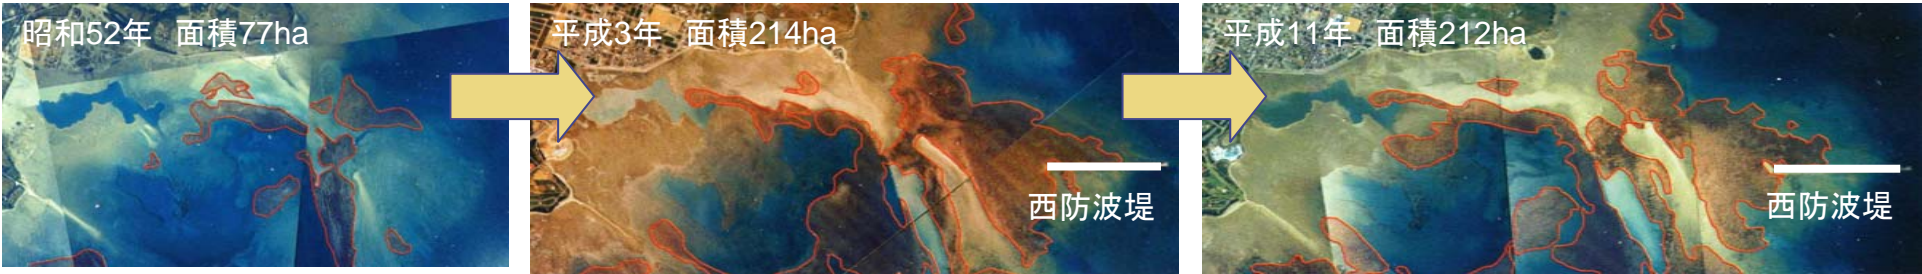 昭和52年 面積77ha
平成3年 面積214ha
西防波堤
平成11年 面積212ha
西防波堤